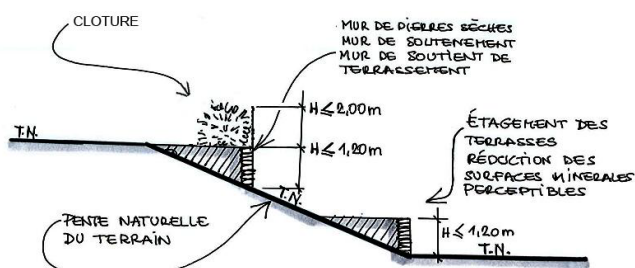 CLOTURE
MUR DE PIERRES SÈCHES
MUR DE SOUTENEMENT
MUR DE SOUTIENT DE
TERRASSEMENT
H≤2,00m
T.N.
H≤1,20m
ÉTAGEMENT DES
TERRASSES
RÉDUCTION DES
SURFACES MINERALES
PERCEPTIBLES
T.N.
PENTE NATURELLE
DU TERRAIN
H≤1,20m
T.N.